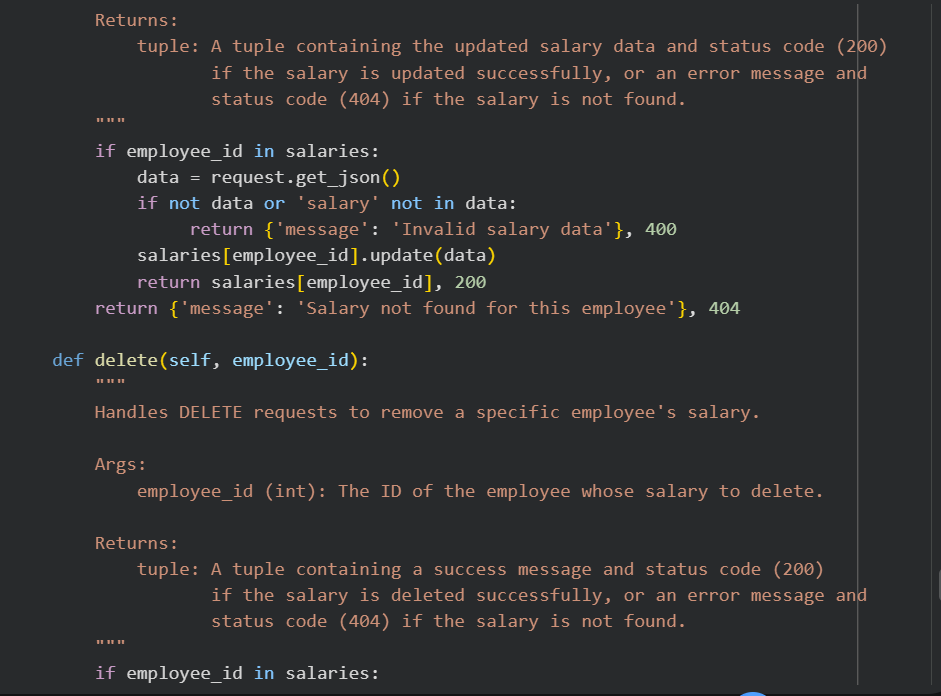 Returns:
tuple: A tuple containing the updated salary data and status code (200)
if the salary is updated successfully, or an error message and
status code (404) if the salary is not found.
"""
if employee_id in salaries:
data = request.get_json()
if not data or 'salary' not in data:
return {'message': 'Invalid salary data'}, 400
salaries[employee_id].update(data)
return salaries[employee_id], 200
return {'message': 'Salary not found for this employee'}, 404
def delete(self, employee_id):
"""
Handles DELETE requests to remove a specific employee's salary.
Args:
employee_id (int): The ID of the employee whose salary to delete.
Returns:
tuple: A tuple containing a success message and status code (200)
if the salary is deleted successfully, or an error message and
status code (404) if the salary is not found.
"""
if employee_id in salaries: